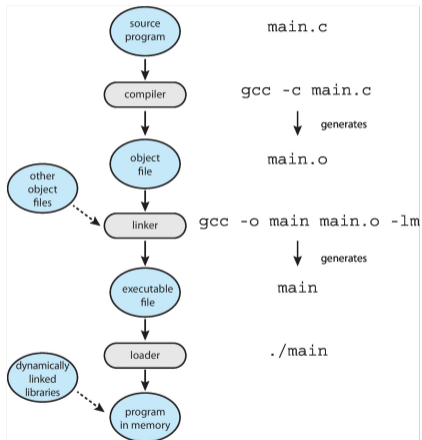 source
program
main.c
compiler
gcc -c main.c
generates
object
file
main.o
other
object
files
linker
gcc -o main main.o -lm
generates
executable
file
main
loader
./main
dynamically
linked
libraries
program
in memory